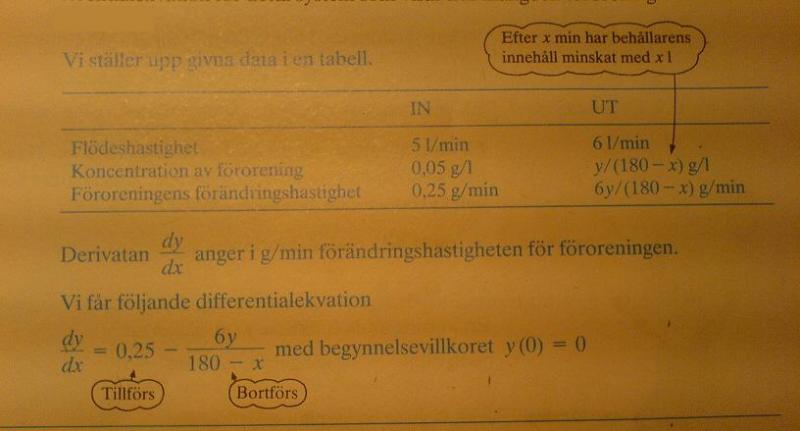 Efter x min har behållarens
innehåll minskat med x l
Vi ställer upp givna data i en tabell.
IN UT
Flödeshastighet 5 l/min 6 l/min
Koncentration av förorening 0,05 g/l y/(180 − x) g/l
Föroreningens förändringshastighet 0,25 g/min 6y/(180 − x) g/min
Derivatan dy/dx anger i g/min förändringshastigheten för föroreningen.
Vi får följande differentialekvation
dy/dx = 0,25 − 6y/(180 − x) med begynnelsevillkoret y(0) = 0
Tillförs Bortförs